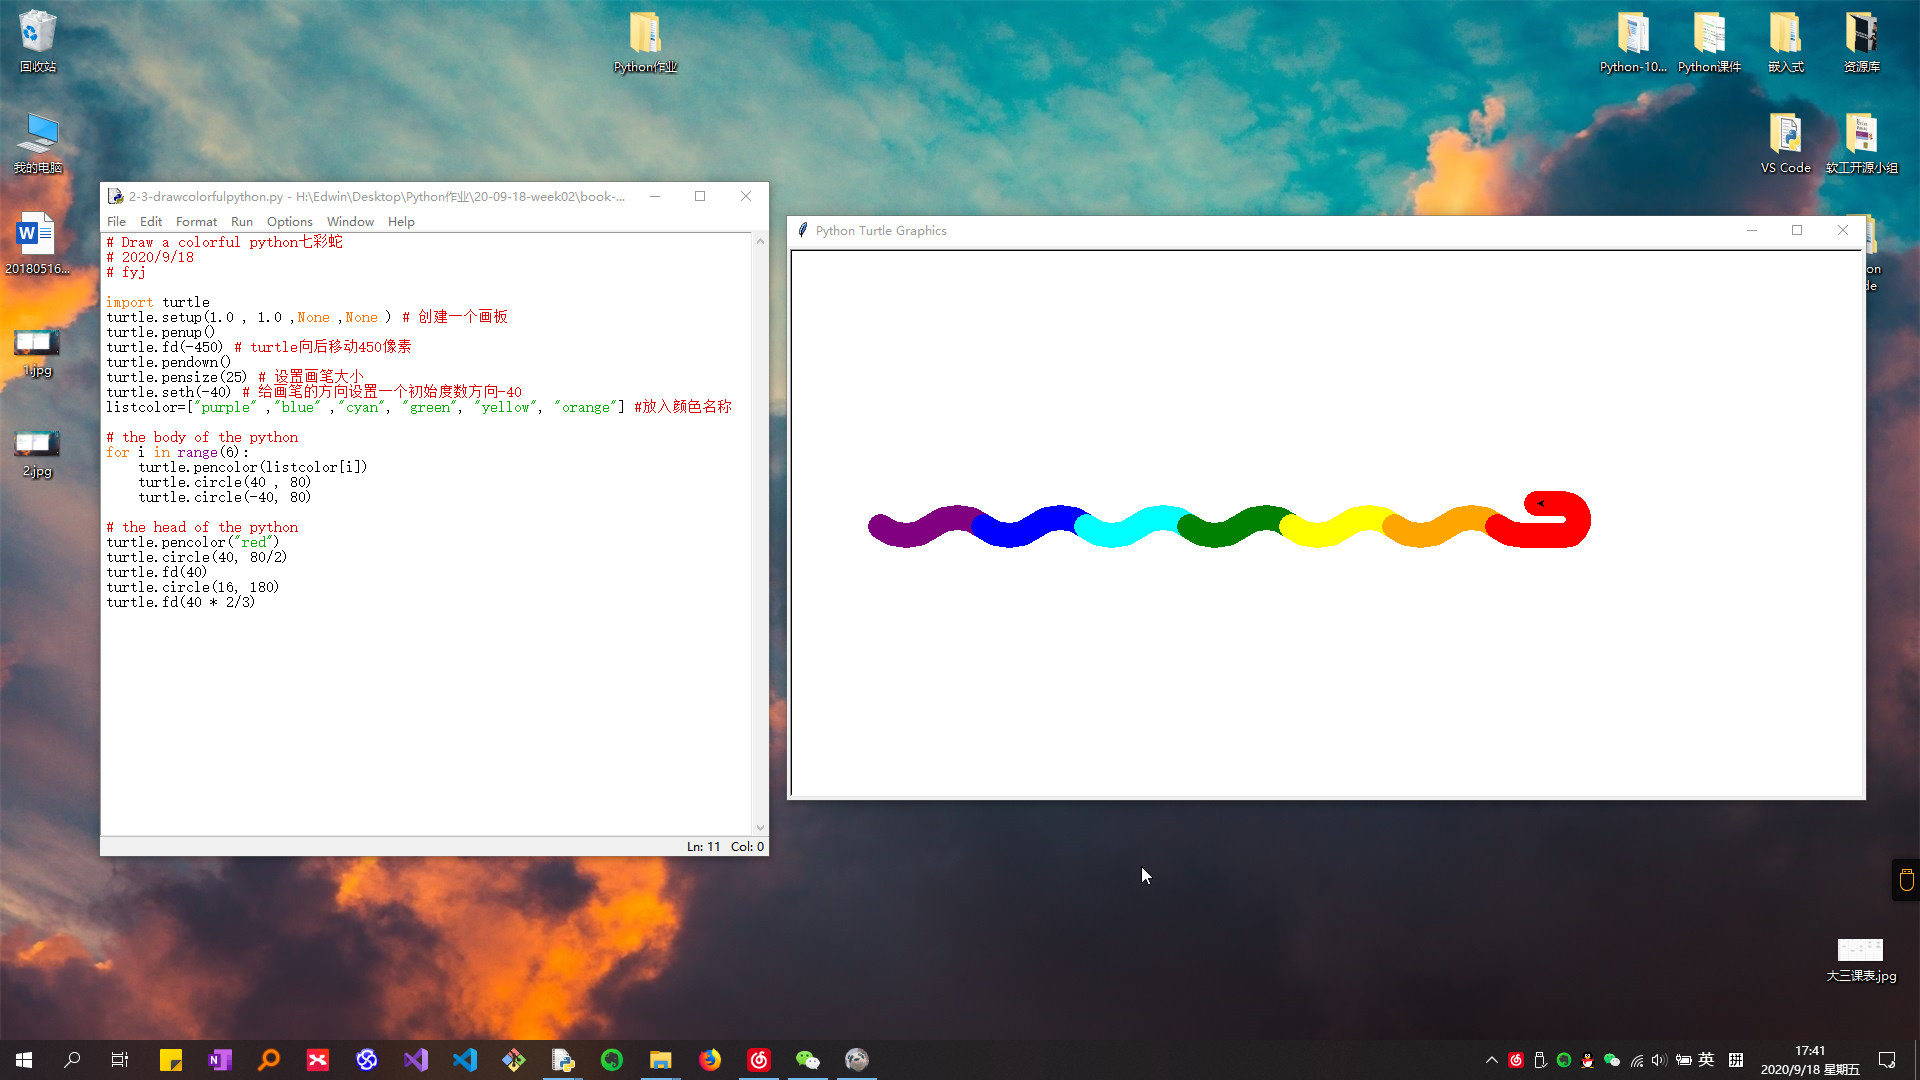 回收站
我的电脑
20180516...
1.jpg
2.jpg
Python作业
Python-10...
Python课件
嵌入式
资源库
VS Code
软工开源小组
on
de
大三课表.jpg
2-3-drawcolorfulpython.py - H:\Edwin\Desktop\Python作业\20-09-18-week02\book-...
File Edit Format Run Options Window Help
# Draw a colorful python七彩蛇
# 2020/9/18
# fyj
import turtle
turtle.setup(1.0 , 1.0 ,None ,None ) # 创建一个画板
turtle.penup()
turtle.fd(-450) # turtle向后移动450像素
turtle.pendown()
turtle.pensize(25) # 设置画笔大小
turtle.seth(-40) # 给画笔的方向设置一个初始度数方向-40
listcolor=["purple" ,"blue" ,"cyan", "green", "yellow", "orange"] #放入颜色名称
# the body of the python
for i in range(6):
    turtle.pencolor(listcolor[i])
    turtle.circle(40 , 80)
    turtle.circle(-40, 80)
# the head of the python
turtle.pencolor("red")
turtle.circle(40, 80/2)
turtle.fd(40)
turtle.circle(16, 180)
turtle.fd(40 * 2/3)
Ln: 11 Col: 0
Python Turtle Graphics
英
拼
17:41
2020/9/18 星期五